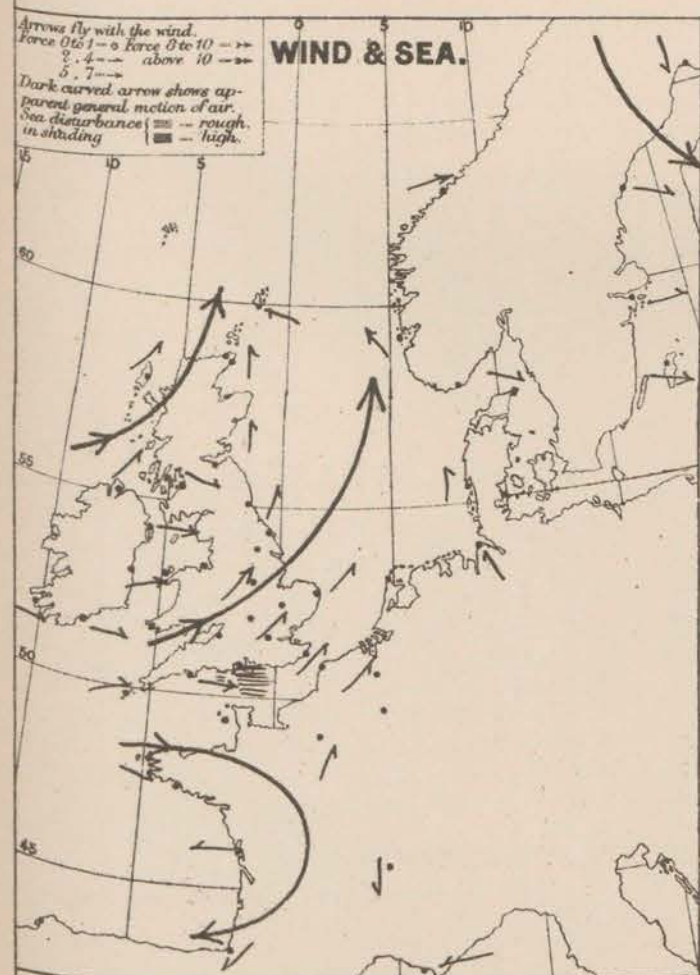 0 10
WIND & SEA.
Arrows fly with the wind.
Force 0 to 1 -- o Force 8 to 10 -- →→
2 . 4 -- → above 10 -- →→
5 . 7 -- →
Dark curved arrow shows ap-
parent general motion of air.
Sea disturbance { -- rough.
in shading { -- high.
15 10 5
60
55
50
45
0 5 10